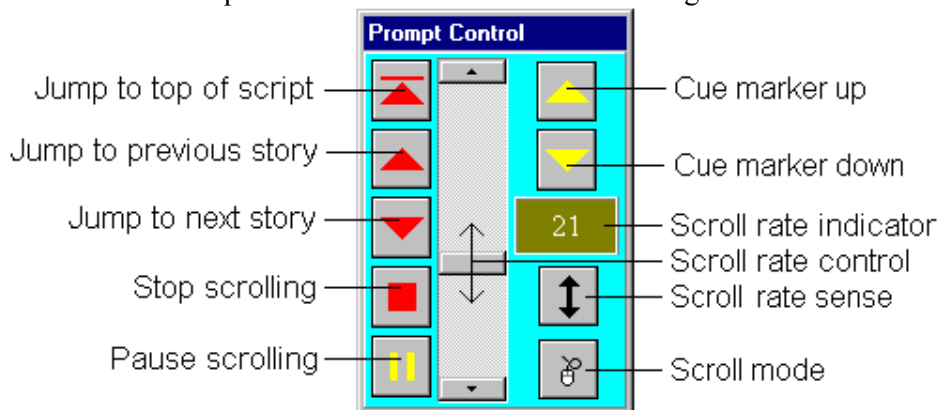 Prompt Control
Jump to top of script
Cue marker up
Jump to previous story
Cue marker down
Jump to next story
21
Scroll rate indicator
Scroll rate control
Stop scrolling
Scroll rate sense
Pause scrolling
Scroll mode